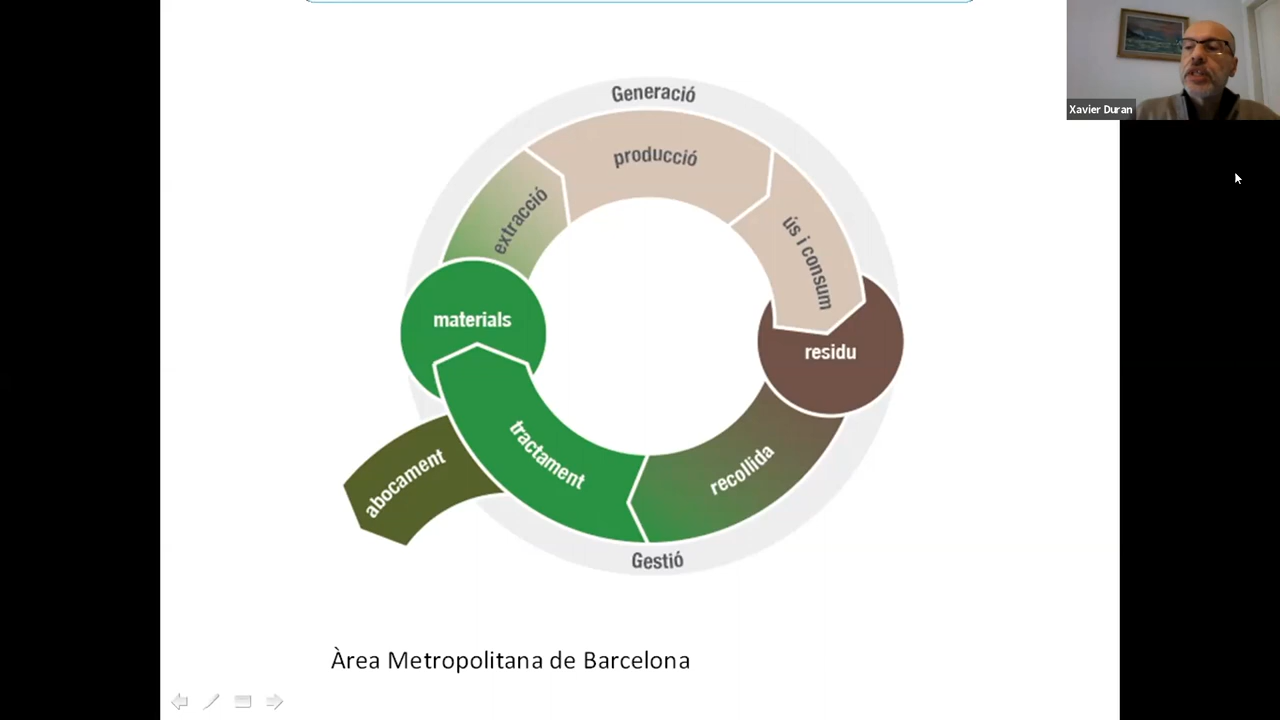 Generació
producció
extracció
ús i consum
materials
residu
tractament
recollida
abocament
Gestió
Àrea Metropolitana de Barcelona
Xavier Duran